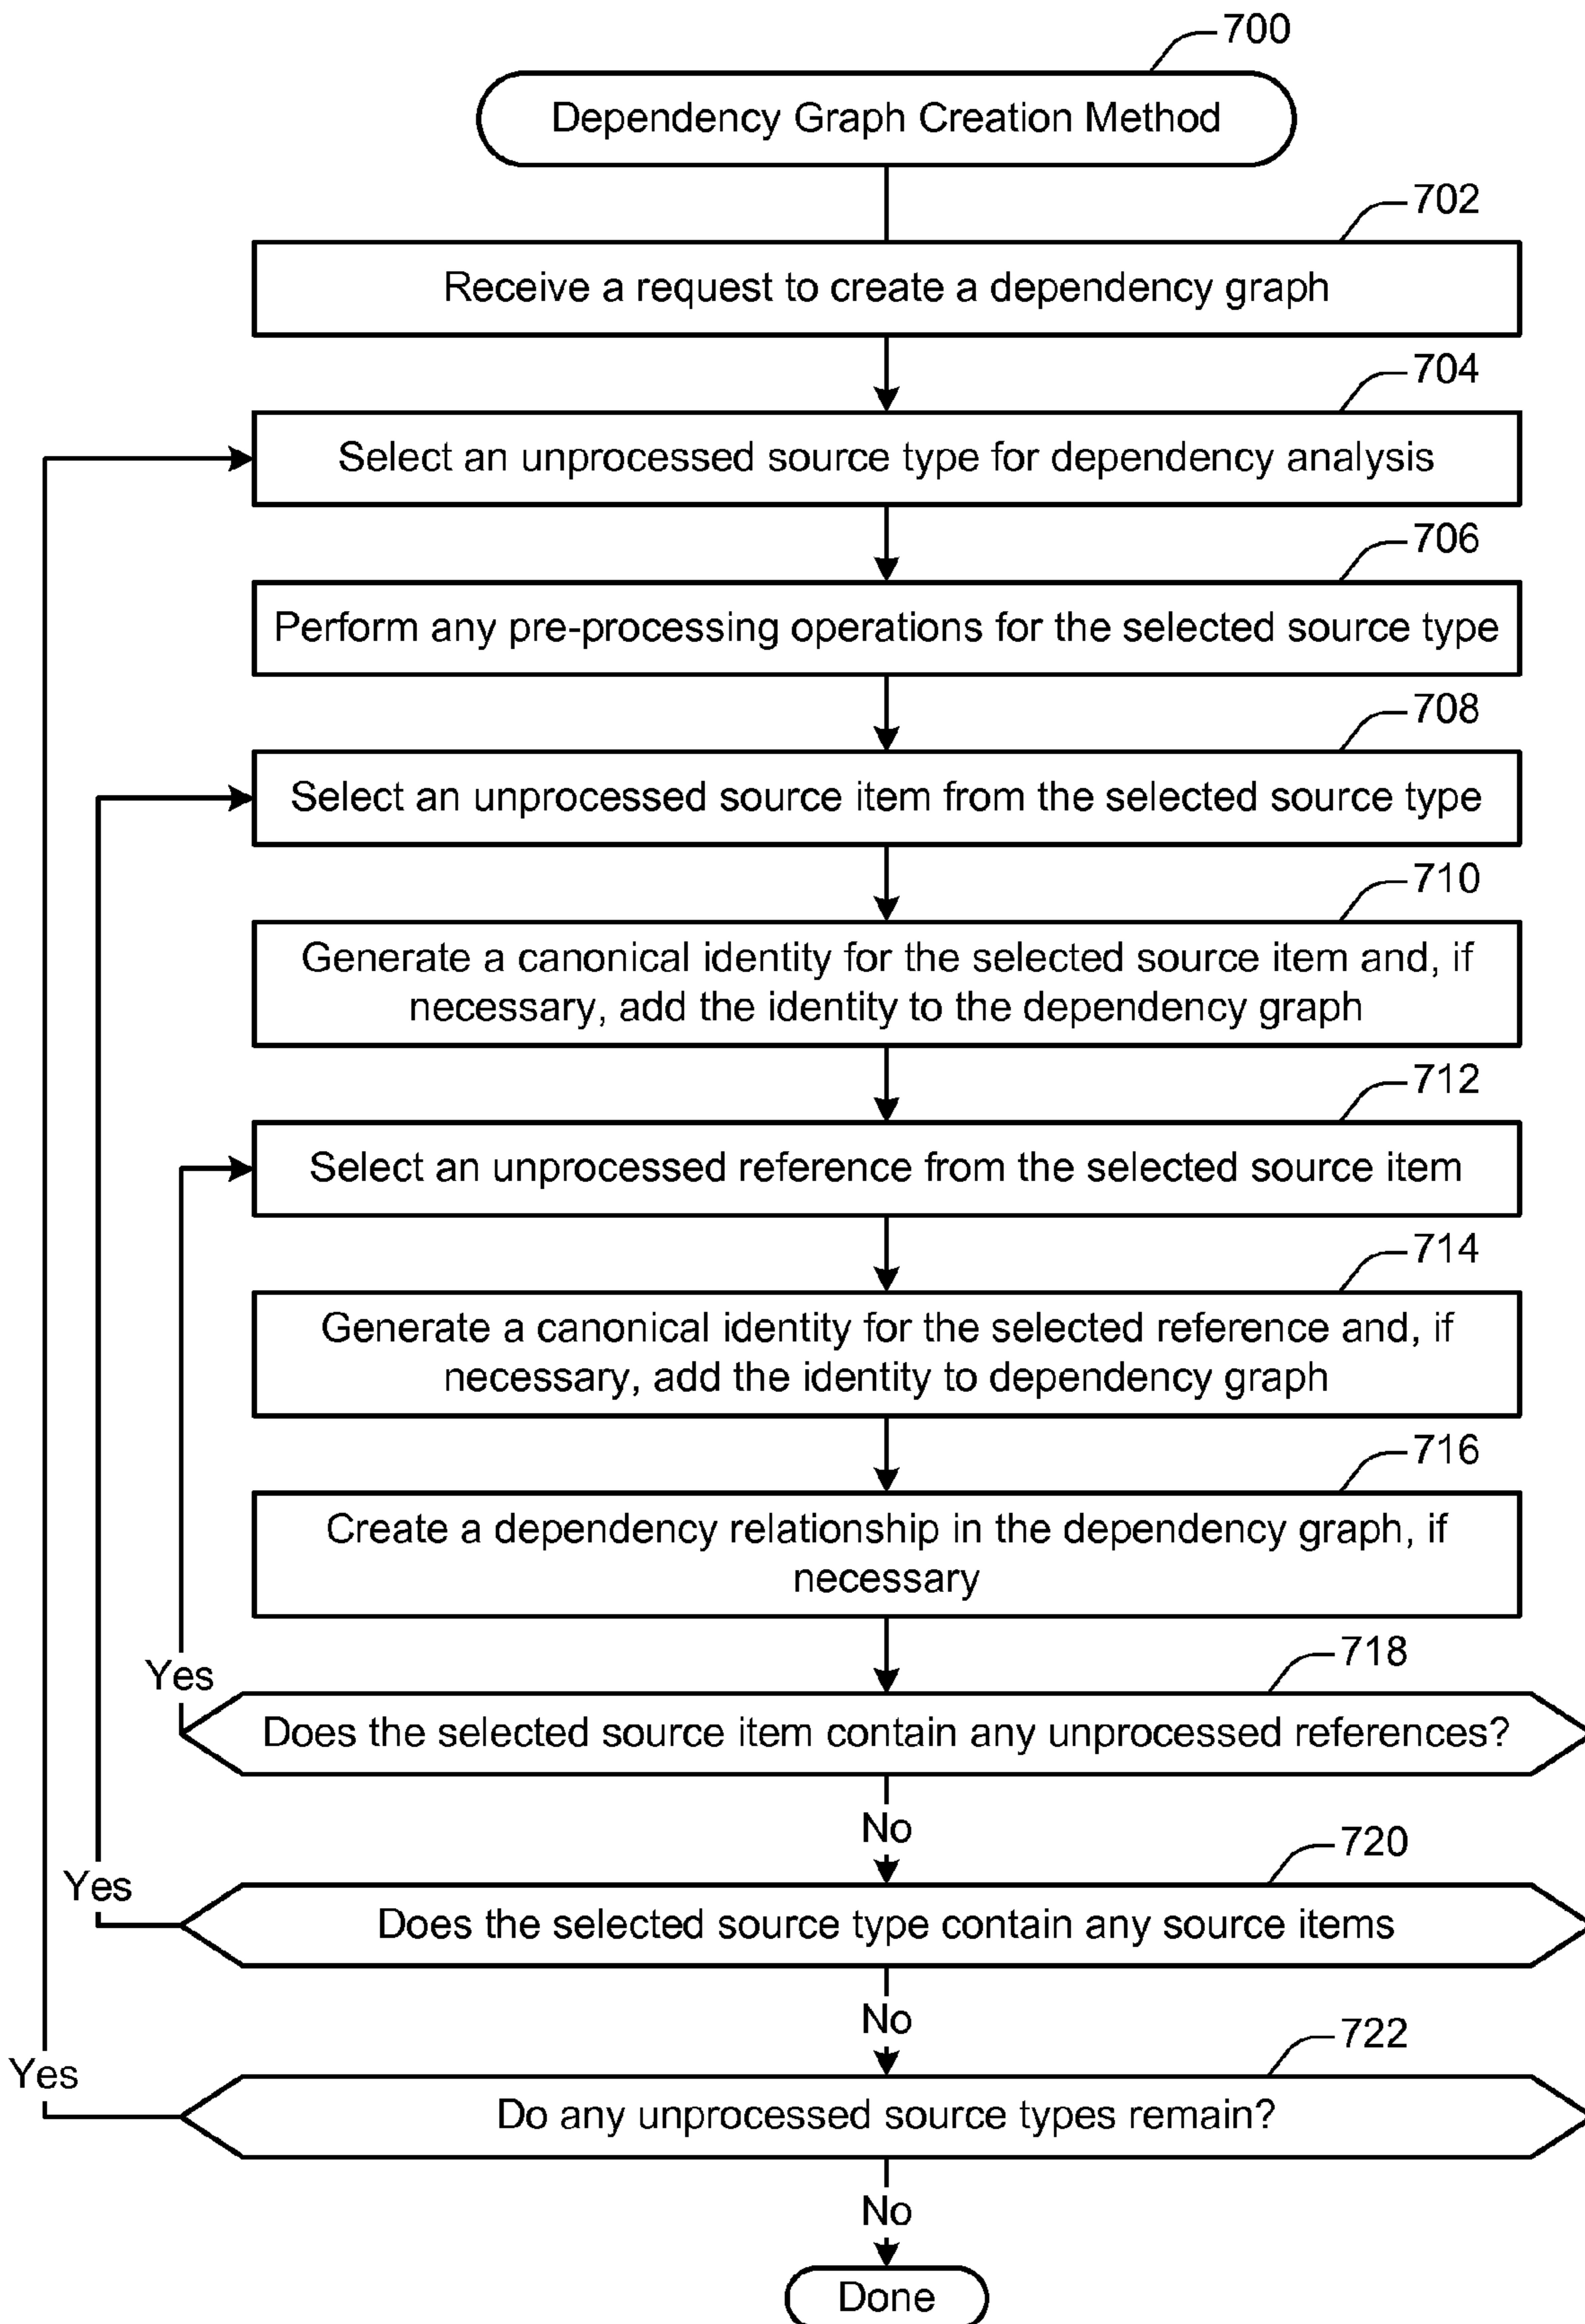 700
Dependency Graph Creation Method
702
Receive a request to create a dependency graph
704
Select an unprocessed source type for dependency analysis
706
Perform any pre-processing operations for the selected source type
708
Select an unprocessed source item from the selected source type
710
Generate a canonical identity for the selected source item and, if
necessary, add the identity to the dependency graph
712
Select an unprocessed reference from the selected source item
714
Generate a canonical identity for the selected reference and, if
necessary, add the identity to dependency graph
716
Create a dependency relationship in the dependency graph, if
necessary
718
Yes
Does the selected source item contain any unprocessed references?
No
720
Yes
Does the selected source type contain any source items
No
722
Yes
Do any unprocessed source types remain?
No
Done